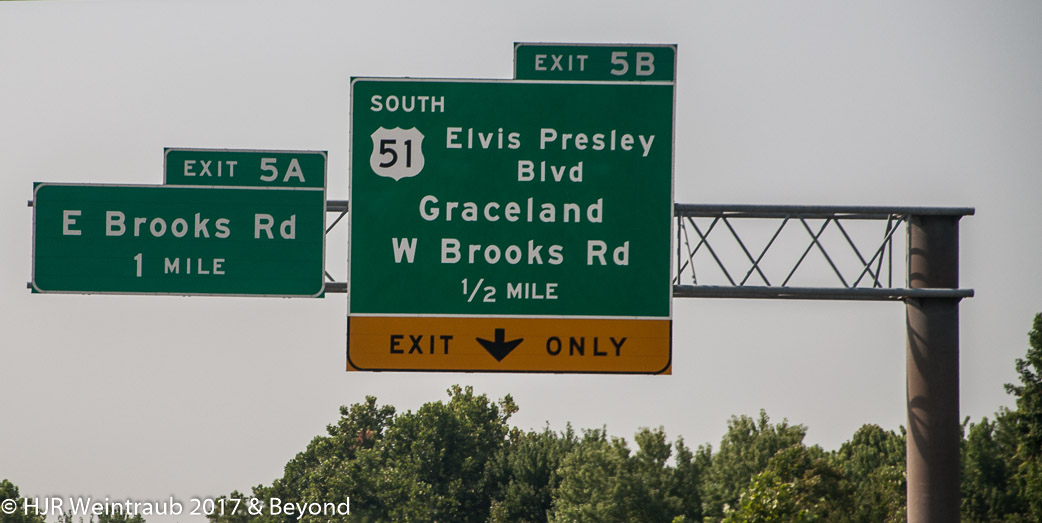 EXIT 5A
E Brooks Rd
1 MILE
EXIT 5B
SOUTH
51 Elvis Presley
Blvd
Graceland
W Brooks Rd
1/2 MILE
EXIT ONLY
© HJR Weintraub 2017 & Beyond